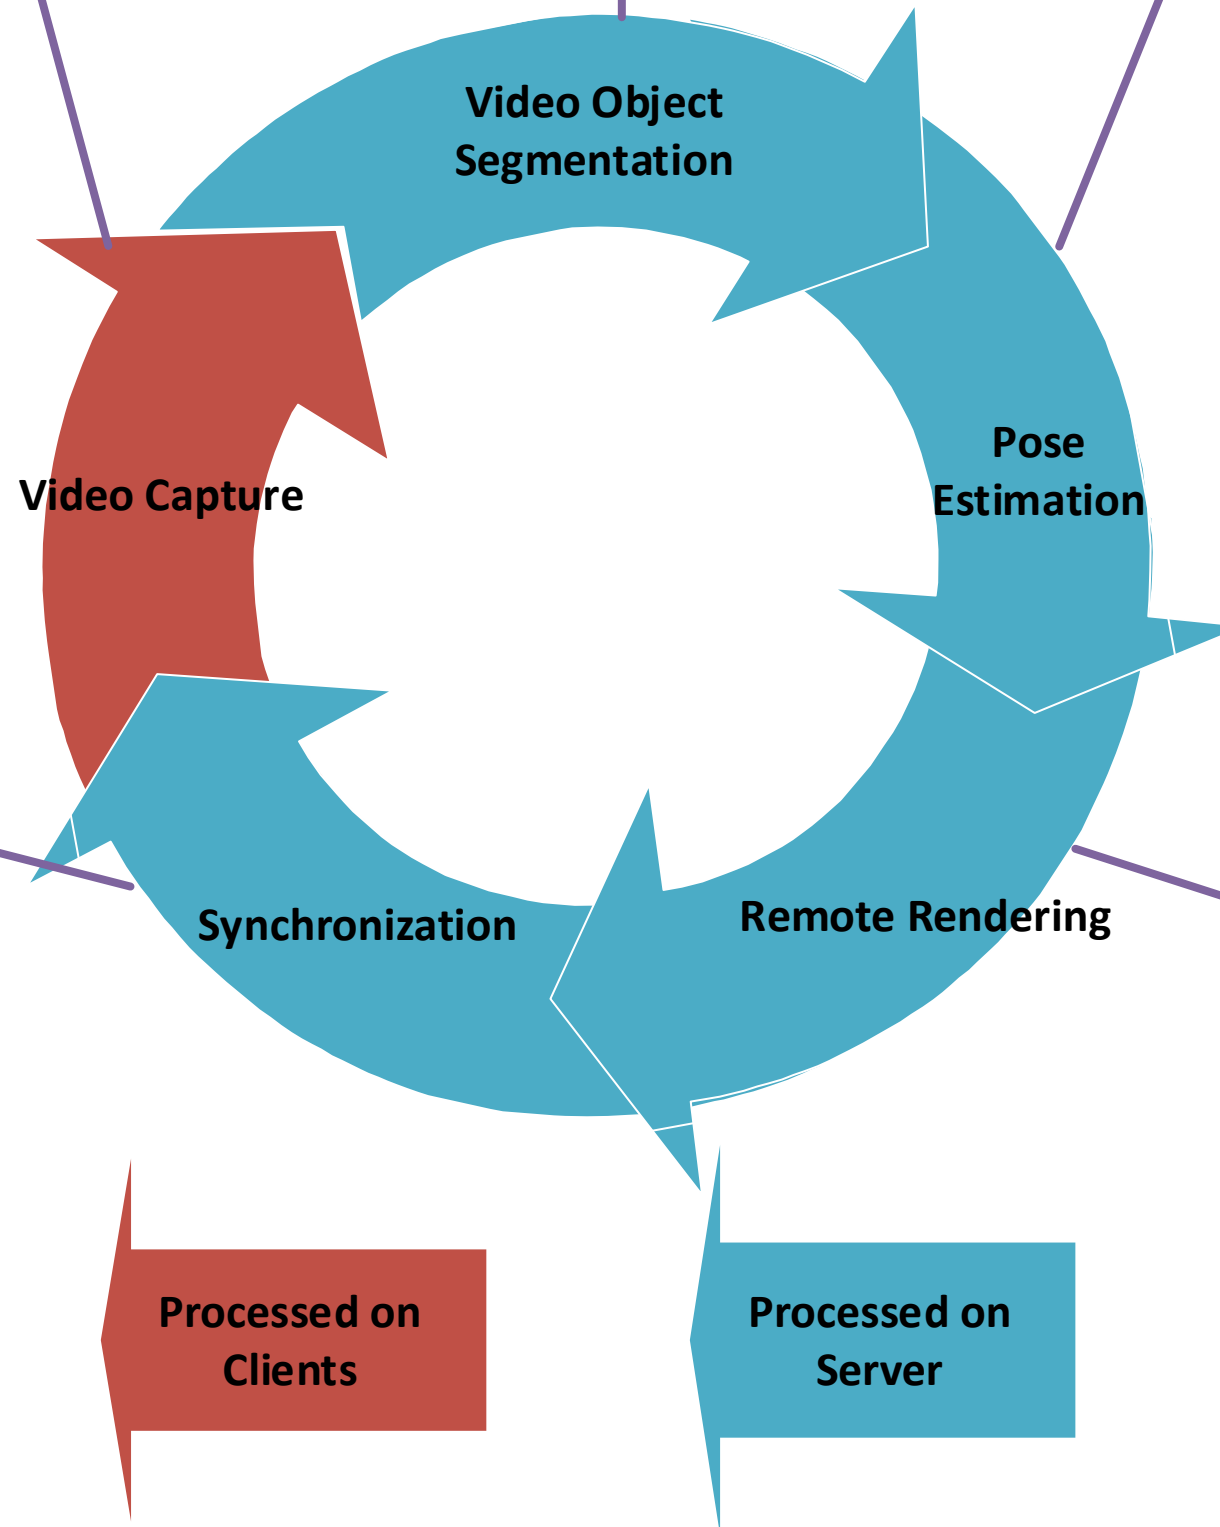 Video Object
Segmentation
Pose
Estimation
Video Capture
Remote Rendering
Synchronization
Processed on
Clients
Processed on
Server